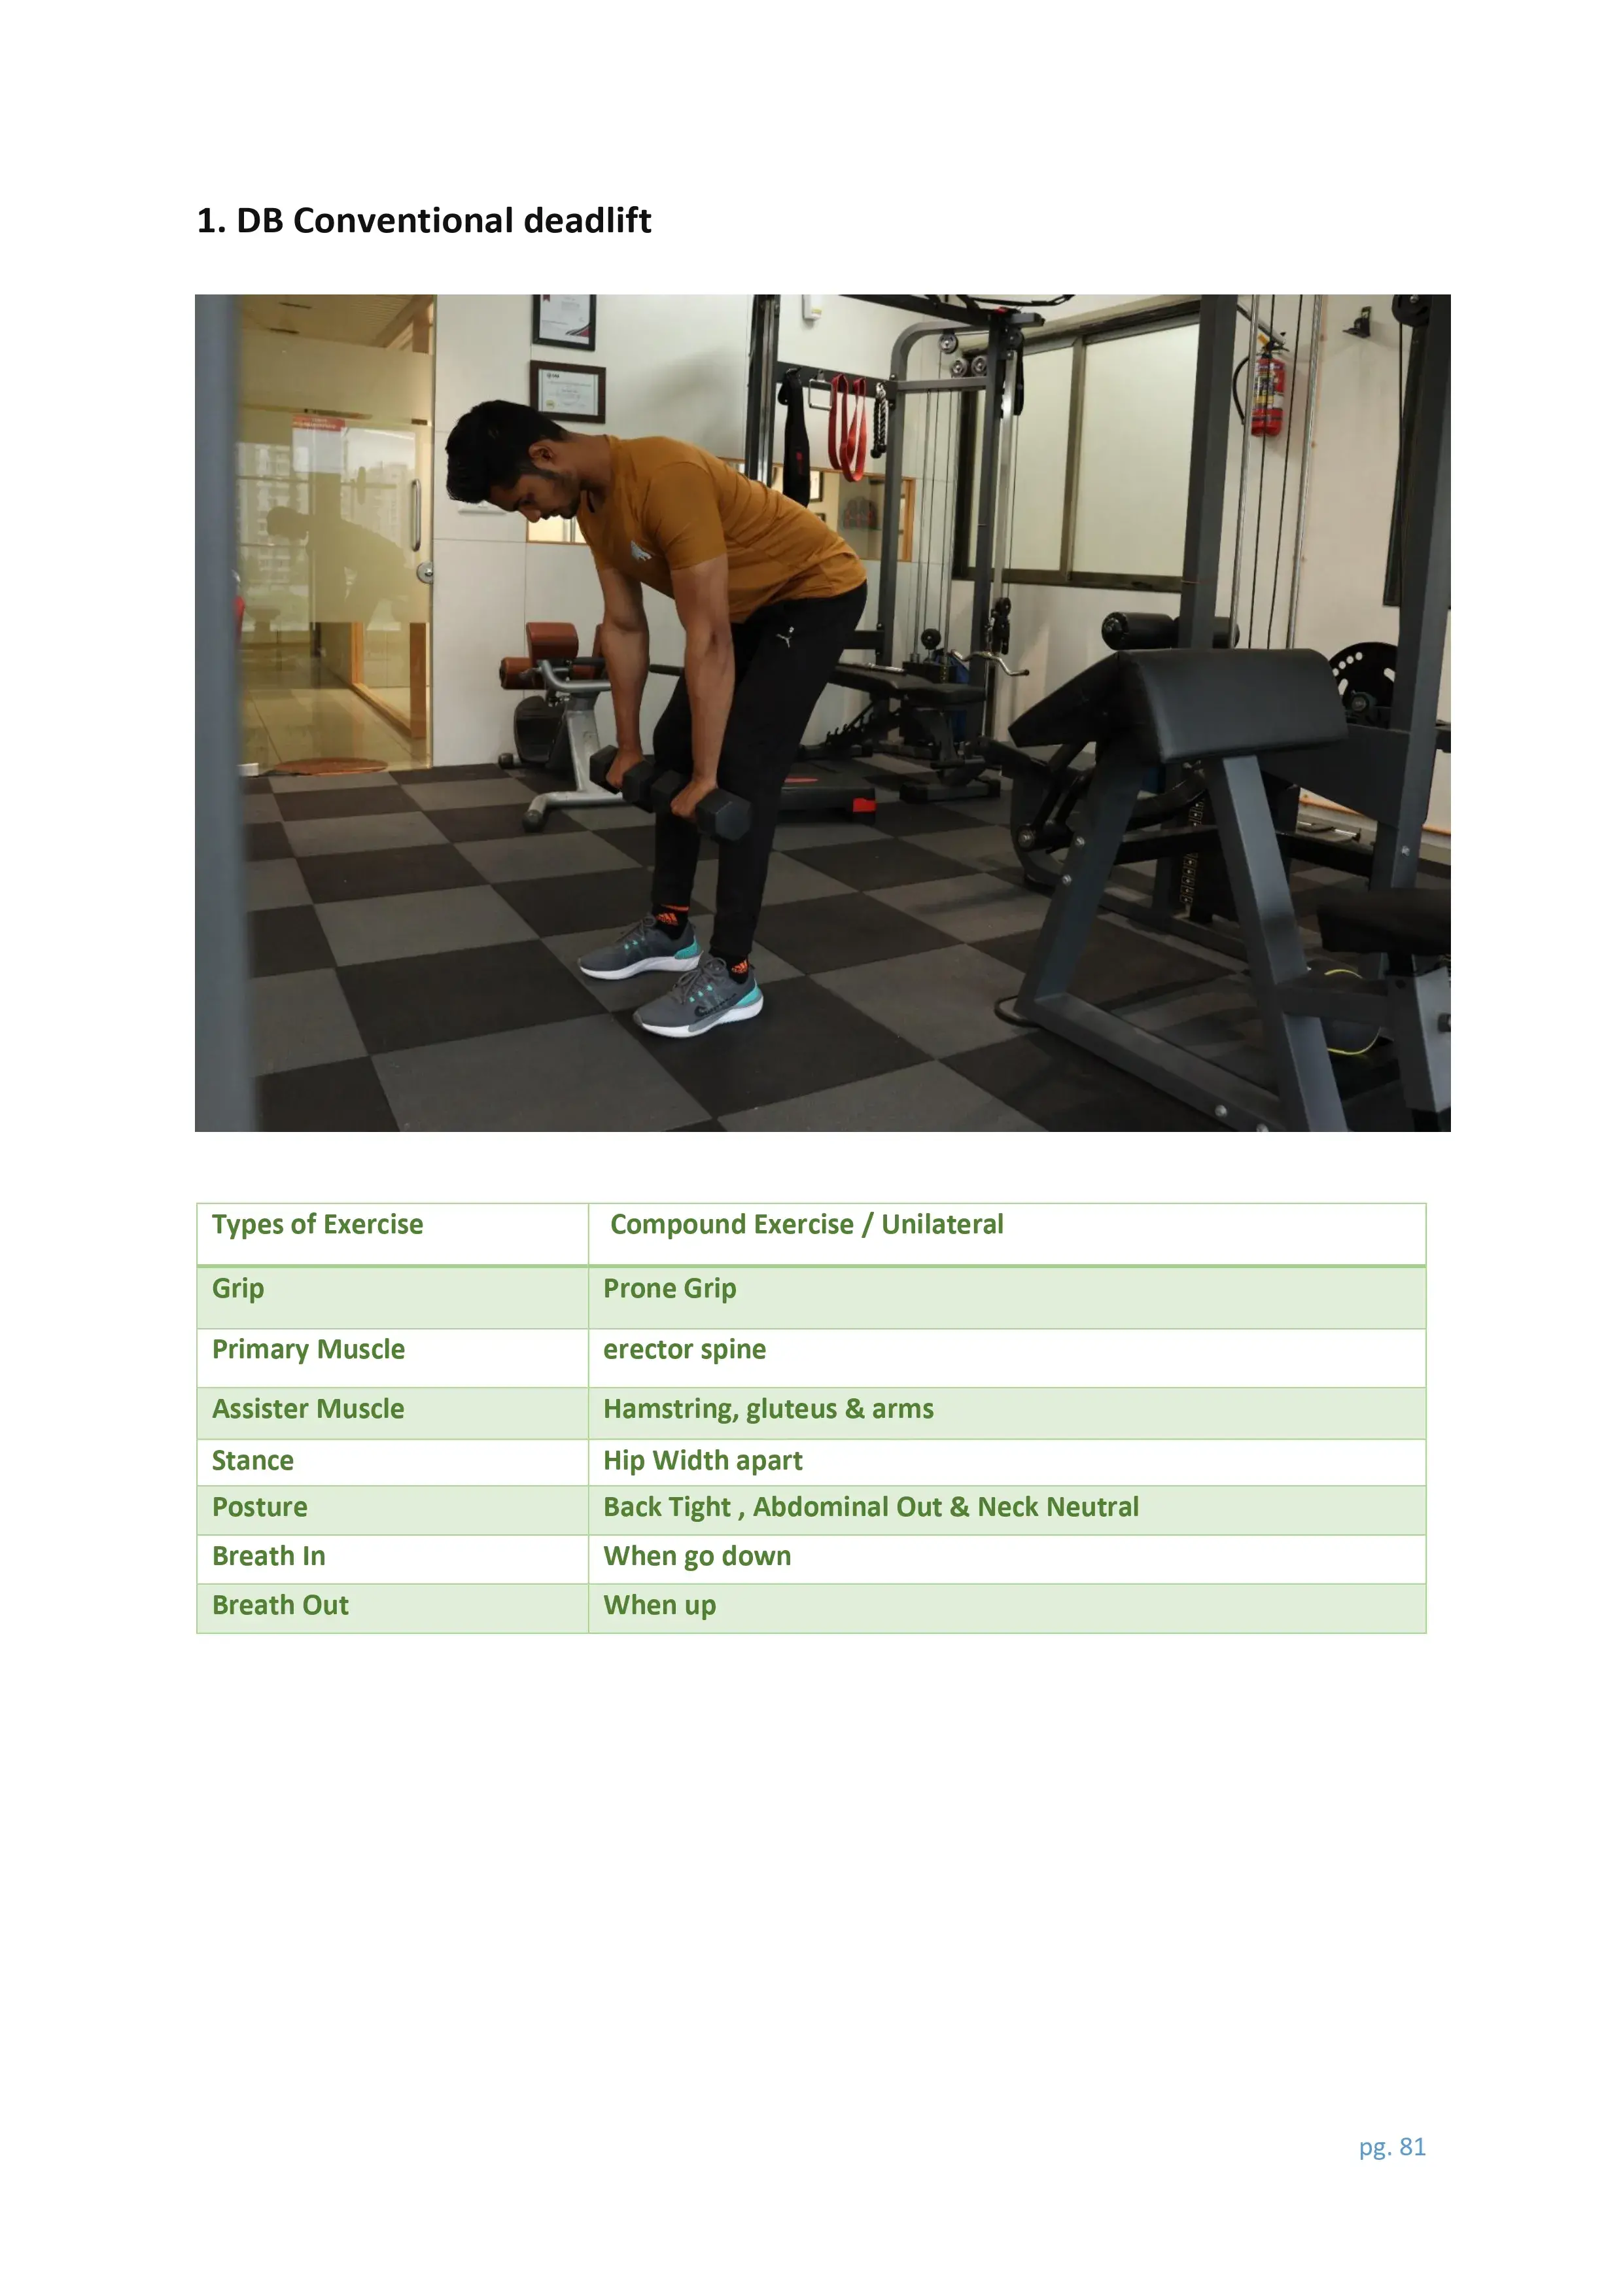 1. DB Conventional deadlift
Types of Exercise Compound Exercise / Unilateral
Grip Prone Grip
Primary Muscle erector spine
Assister Muscle Hamstring, gluteus & arms
Stance Hip Width apart
Posture Back Tight , Abdominal Out & Neck Neutral
Breath In When go down
Breath Out When up
pg. 81